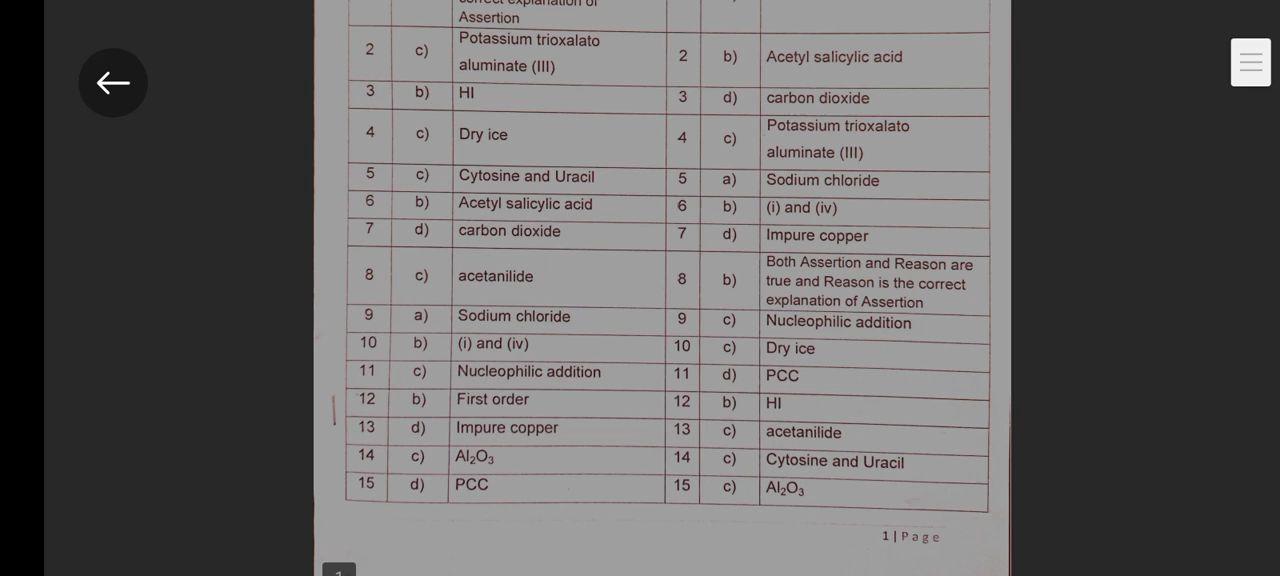 Assertion
2 c) Potassium trioxalato
aluminate (III)
2 b) Acetyl salicylic acid
3 b) HI
3 d) carbon dioxide
4 c) Dry ice
4 c) Potassium trioxalato
aluminate (III)
5 c) Cytosine and Uracil
5 a) Sodium chloride
6 b) Acetyl salicylic acid
6 b) (i) and (iv)
7 d) carbon dioxide
7 d) Impure copper
8 c) acetanilide
8 b) Both Assertion and Reason are
true and Reason is the correct
explanation of Assertion
9 a) Sodium chloride
9 c) Nucleophilic addition
10 b) (i) and (iv)
10 c) Dry ice
11 c) Nucleophilic addition
11 d) PCC
12 b) First order
12 b) HI
13 d) Impure copper
13 c) acetanilide
14 c) Al₂O₃
14 c) Cytosine and Uracil
15 d) PCC
15 c) Al₂O₃
1 | Page